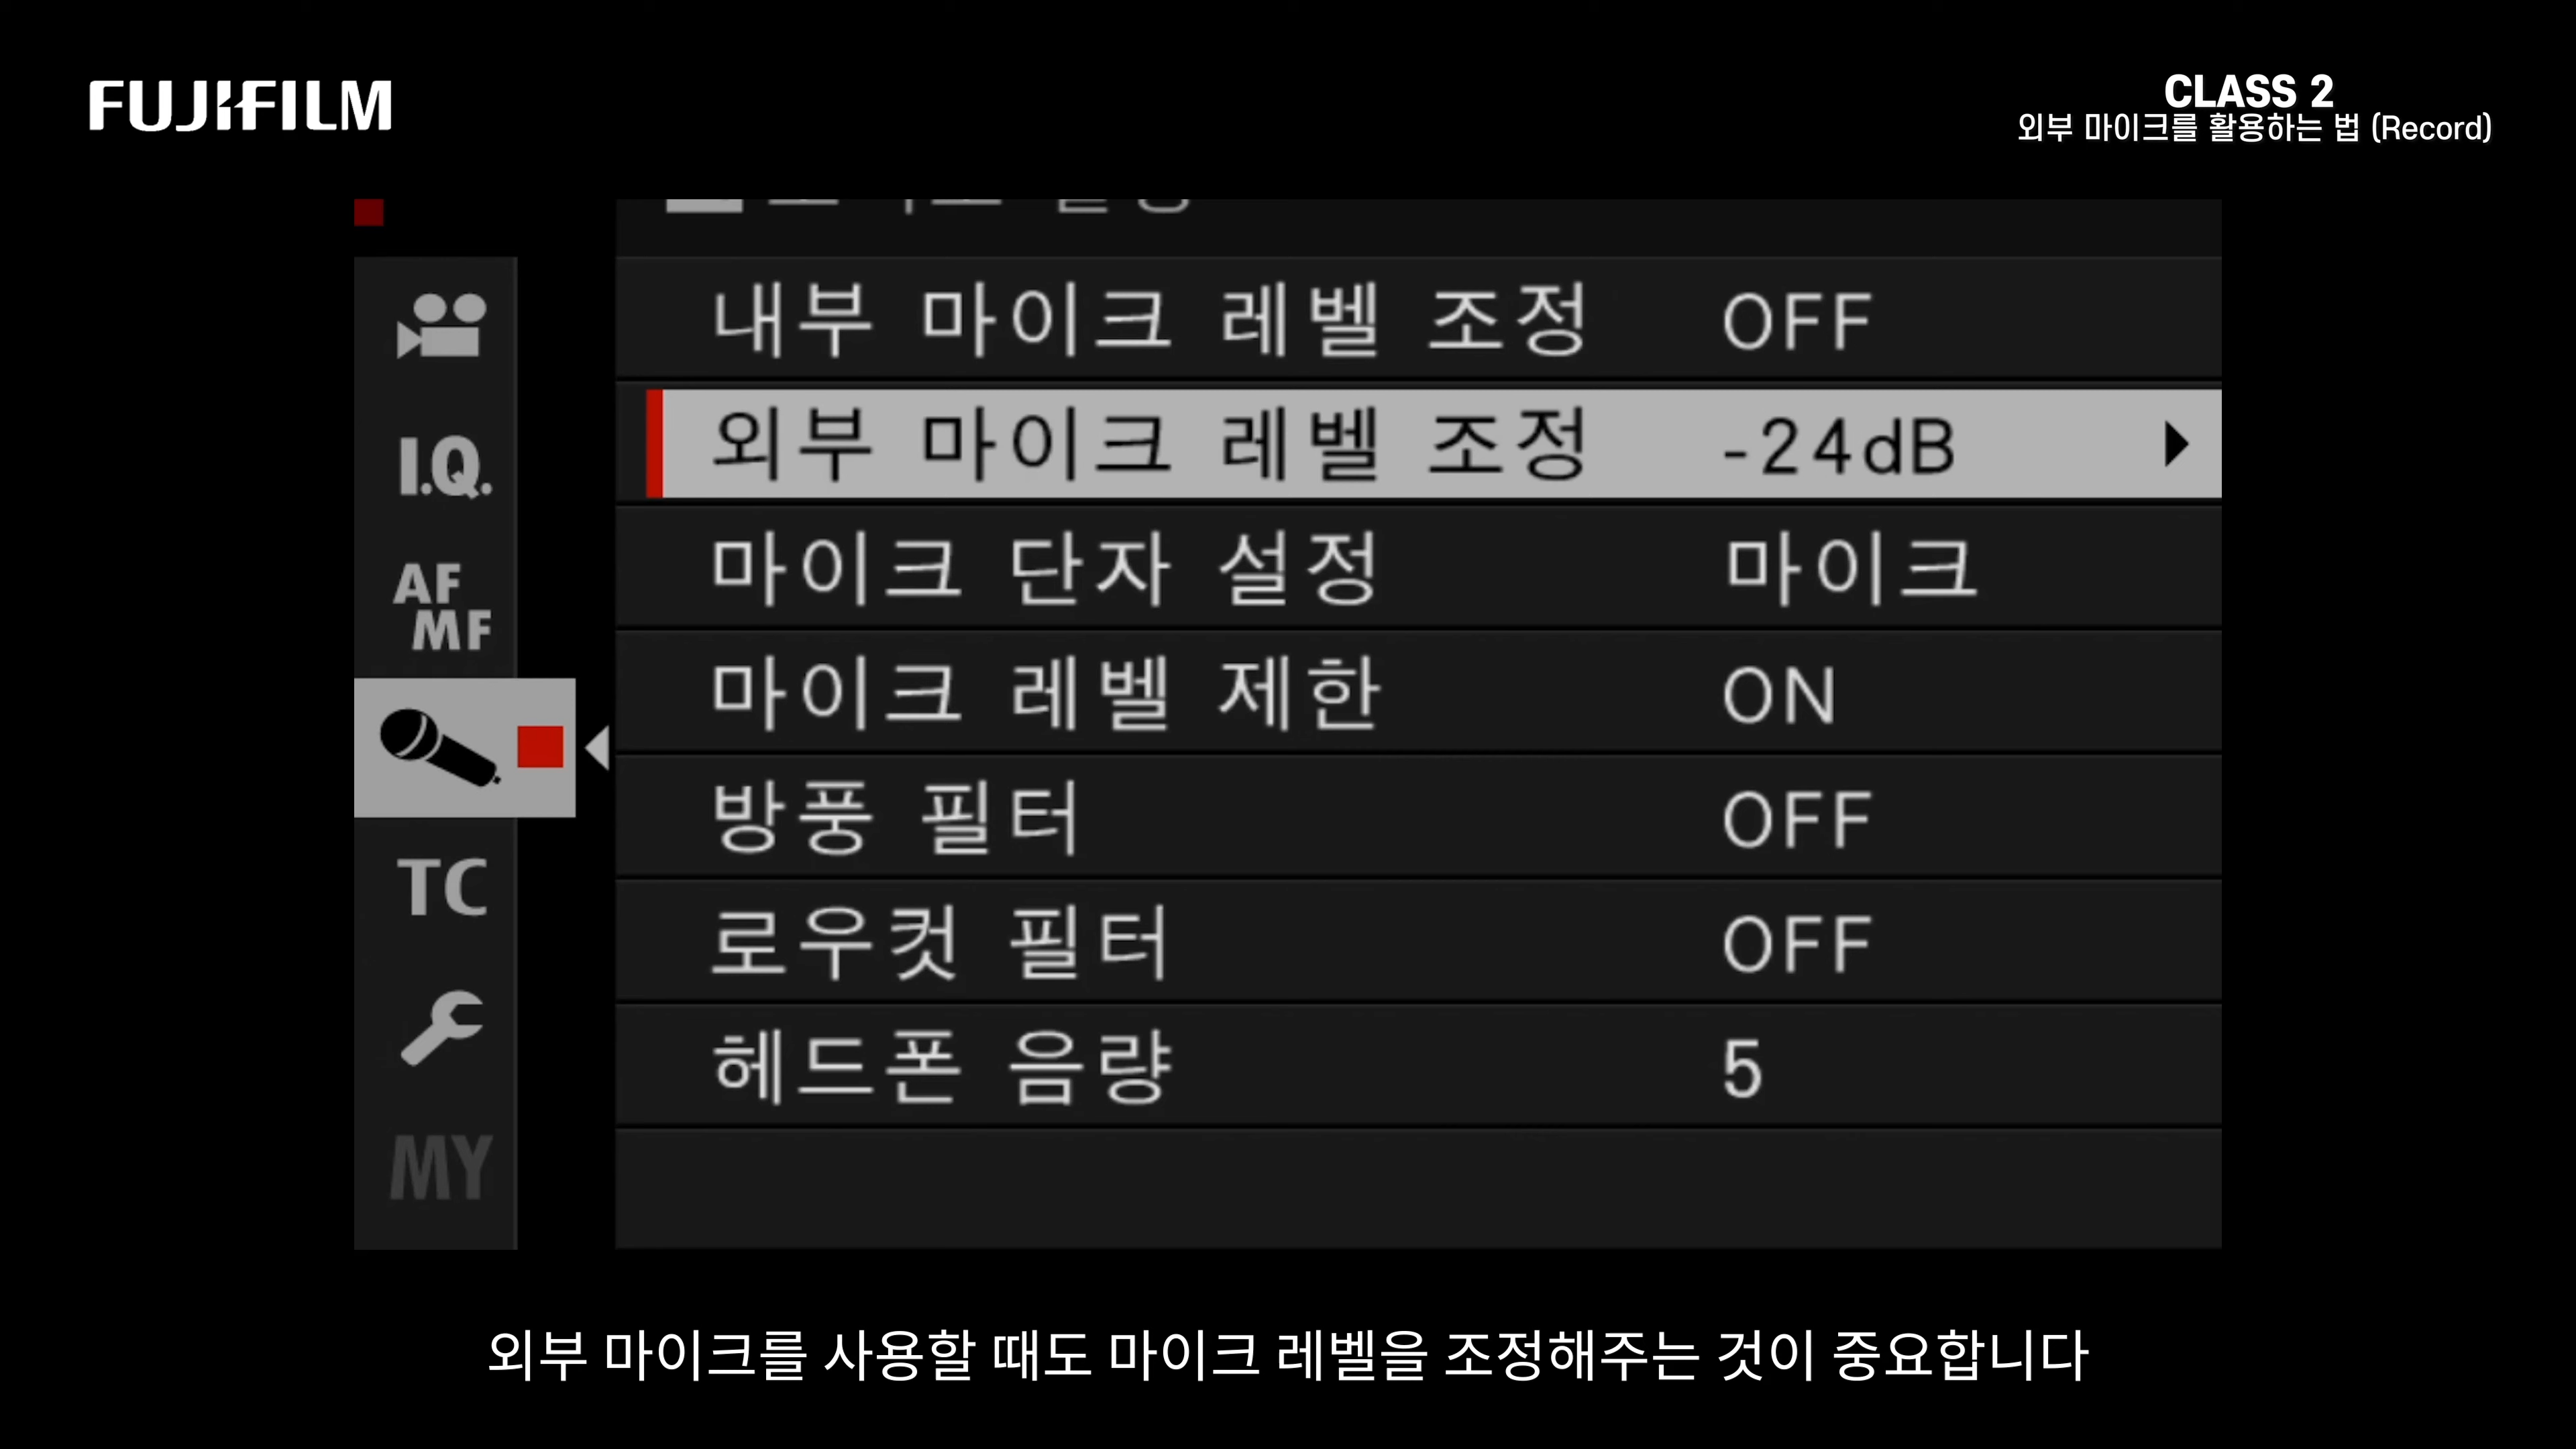 FUJIFILM
CLASS 2
외부 마이크를 활용하는 법 (Record)
내부 마이크 레벨 조정 OFF
외부 마이크 레벨 조정 -24dB
I.Q.
마이크 단자 설정 마이크
AF
MF
마이크 레벨 제한 ON
방풍 필터 OFF
TC
로우컷 필터 OFF
헤드폰 음량 5
MY
외부 마이크를 사용할 때도 마이크 레벨을 조정해주는 것이 중요합니다